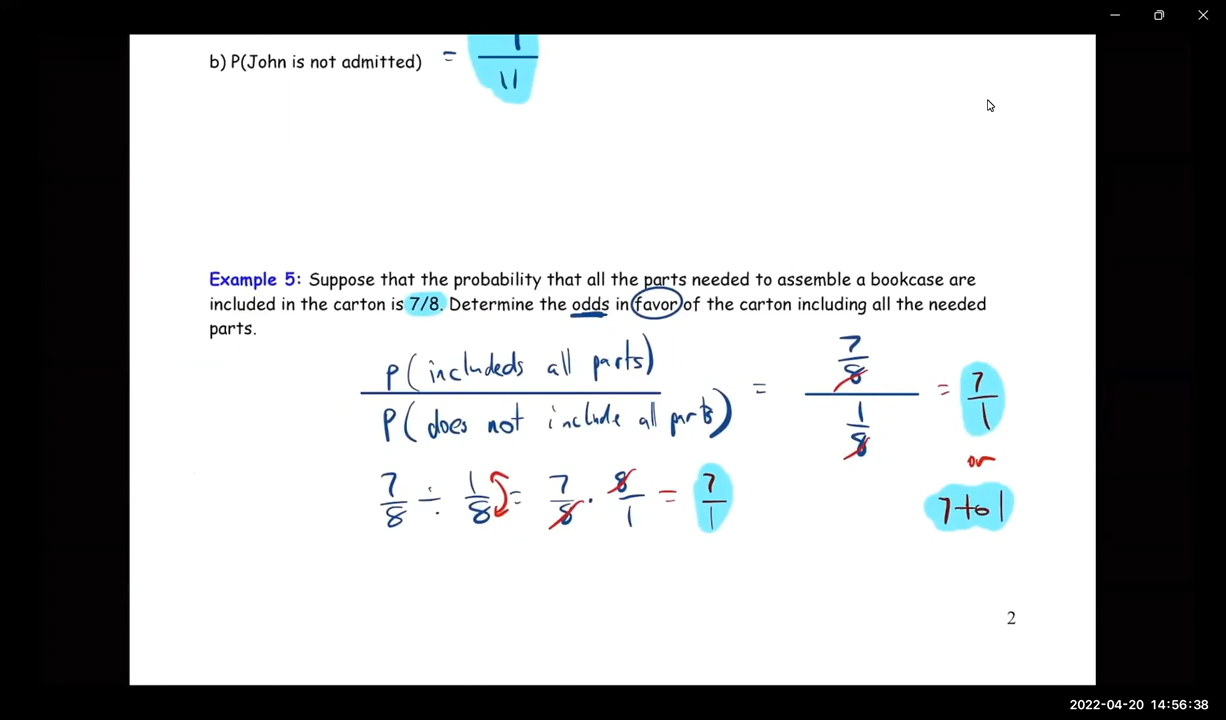 b) P(John is not admitted) = 1/11
Example 5: Suppose that the probability that all the parts needed to assemble a bookcase are
included in the carton is 7/8. Determine the odds in favor of the carton including all the needed
parts.
P(includeds all parts) / P(does not include all parts) = 7/8 / 1/8 = 7/1
or
7 to 1
7/8 ÷ 1/8 = 7/8 · 8/1 = 7/1
2
2022-04-20 14:56:38